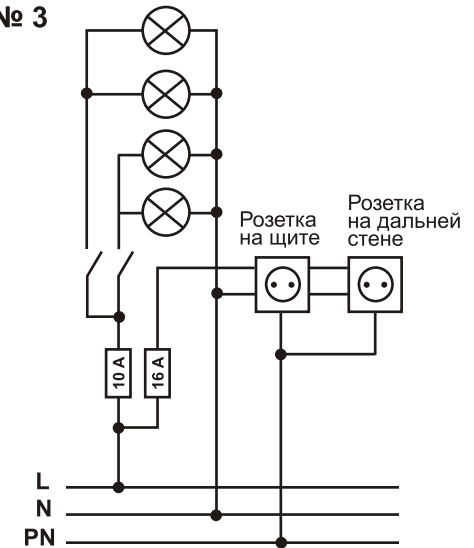 № 3
Розетка
на щите
Розетка
на дальней
стене
10 А
16 А
L
N
PN